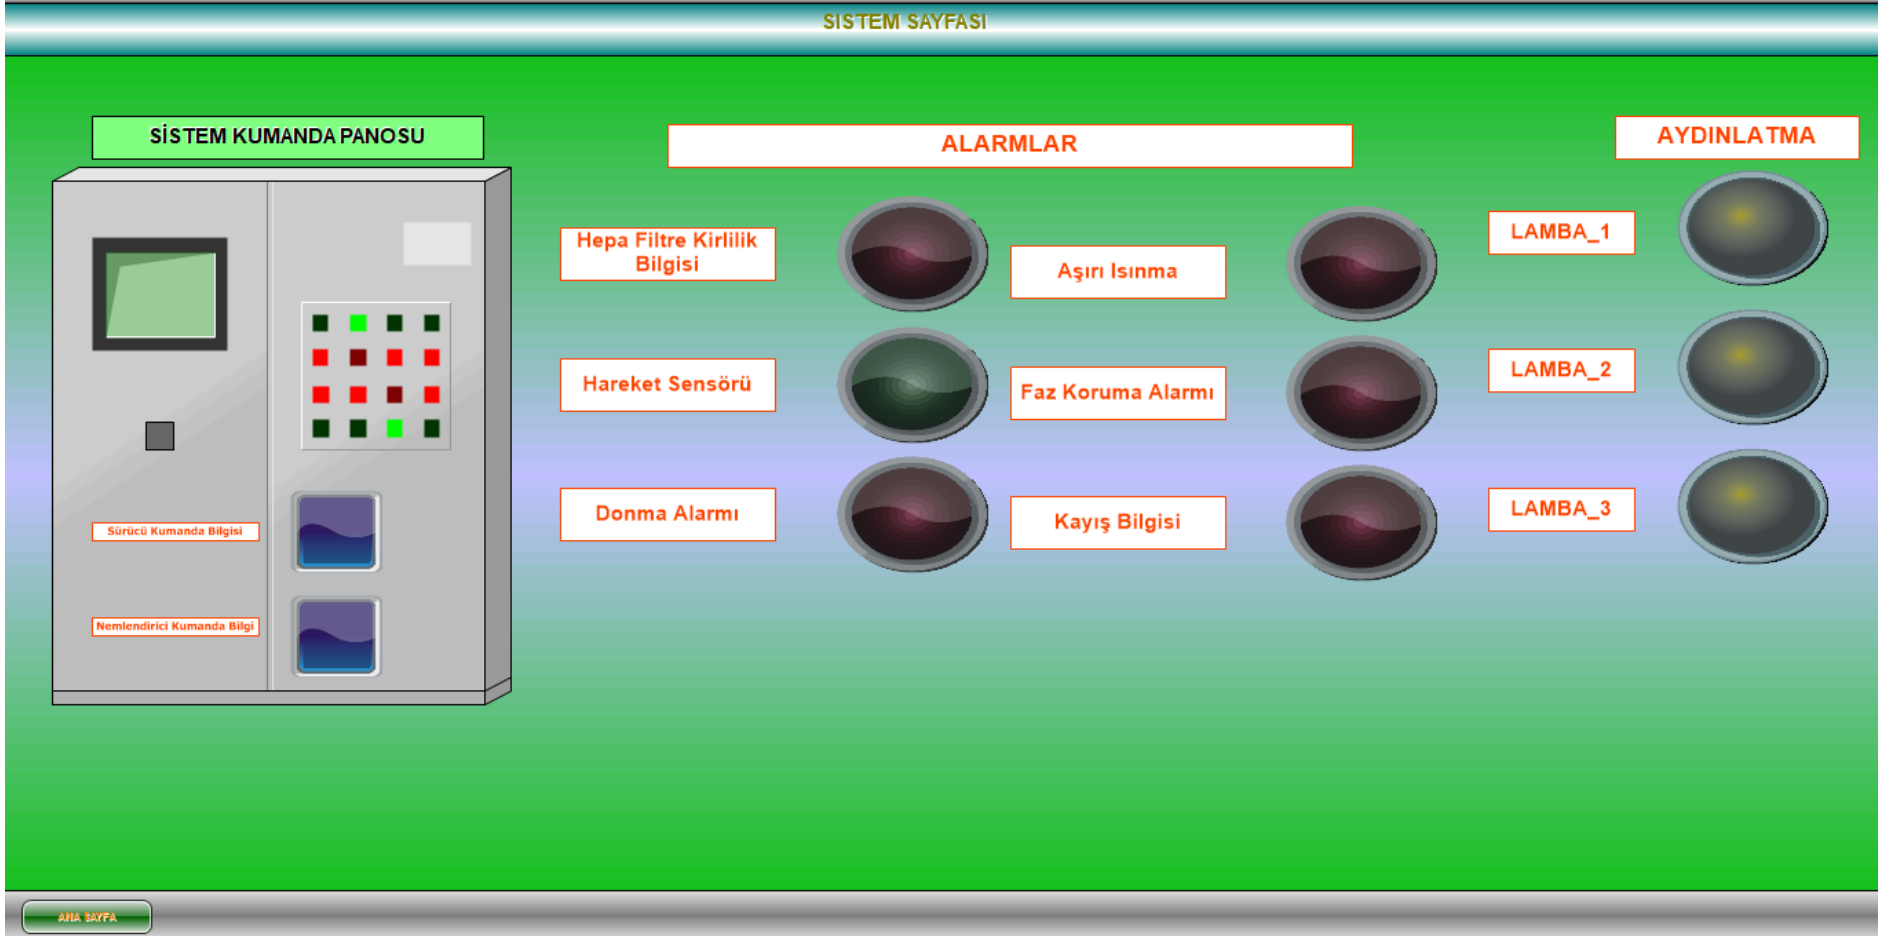 SISTEM SAYFASI
SİSTEM KUMANDA PANOSU
ALARMLAR
AYDINLATMA
Hepa Filtre Kirlilik
Bilgisi
Aşırı Isınma
LAMBA_1
Hareket Sensörü
Faz Koruma Alarmı
LAMBA_2
Donma Alarmı
Kayış Bilgisi
LAMBA_3
Sürücü Kumanda Bilgisi
Nemlendirici Kumanda Bilgi
ANA SAYFA